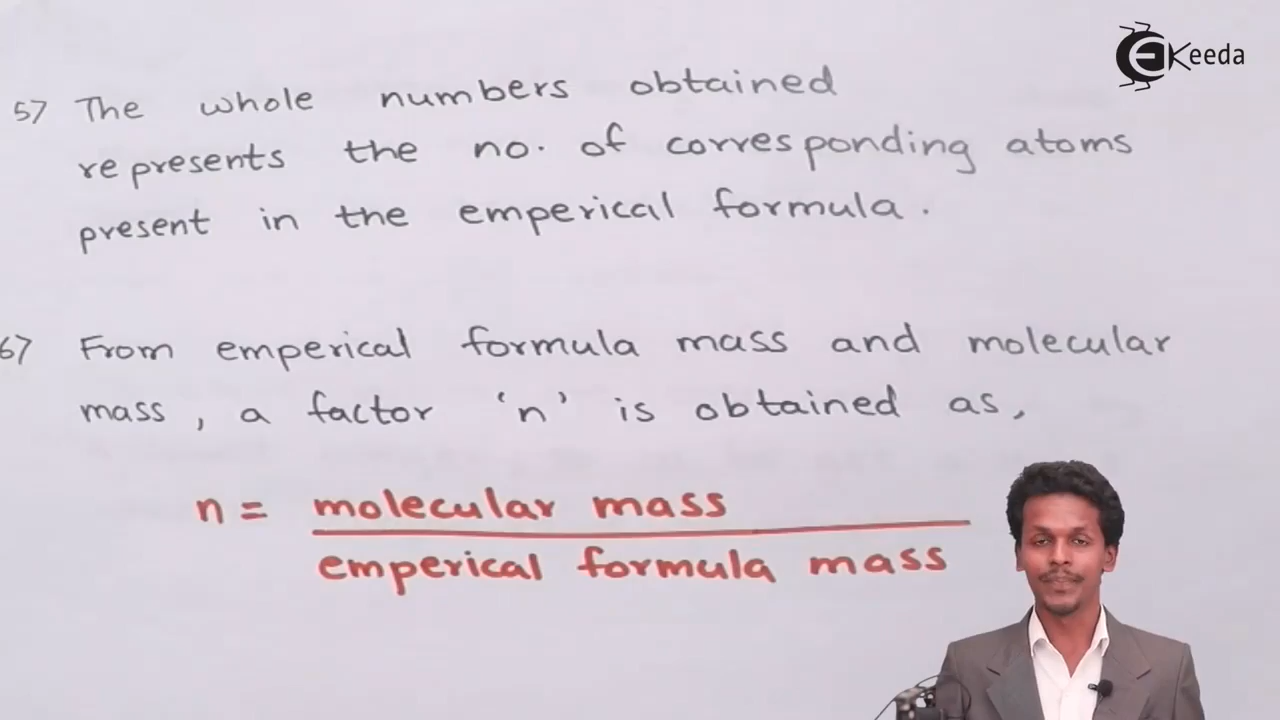 Keeda
5) The whole numbers obtained
represents the no. of corresponding atoms
present in the emperical formula.
6) From emperical formula mass and molecular
mass, a factor 'n' is obtained as,
n = molecular mass
emperical formula mass